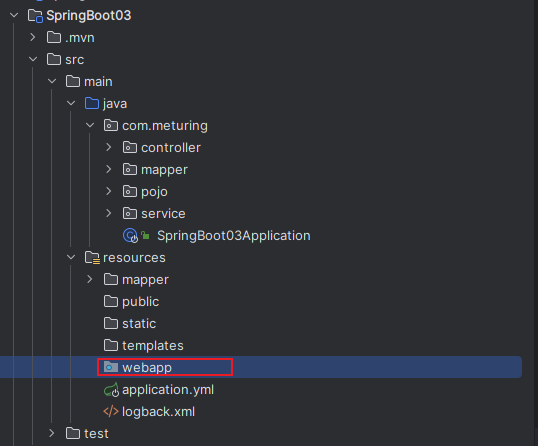 SpringBoot03
.mvn
src
main
java
com.meturing
controller
mapper
pojo
service
SpringBoot03Application
resources
mapper
public
static
templates
webapp
application.yml
logback.xml
test